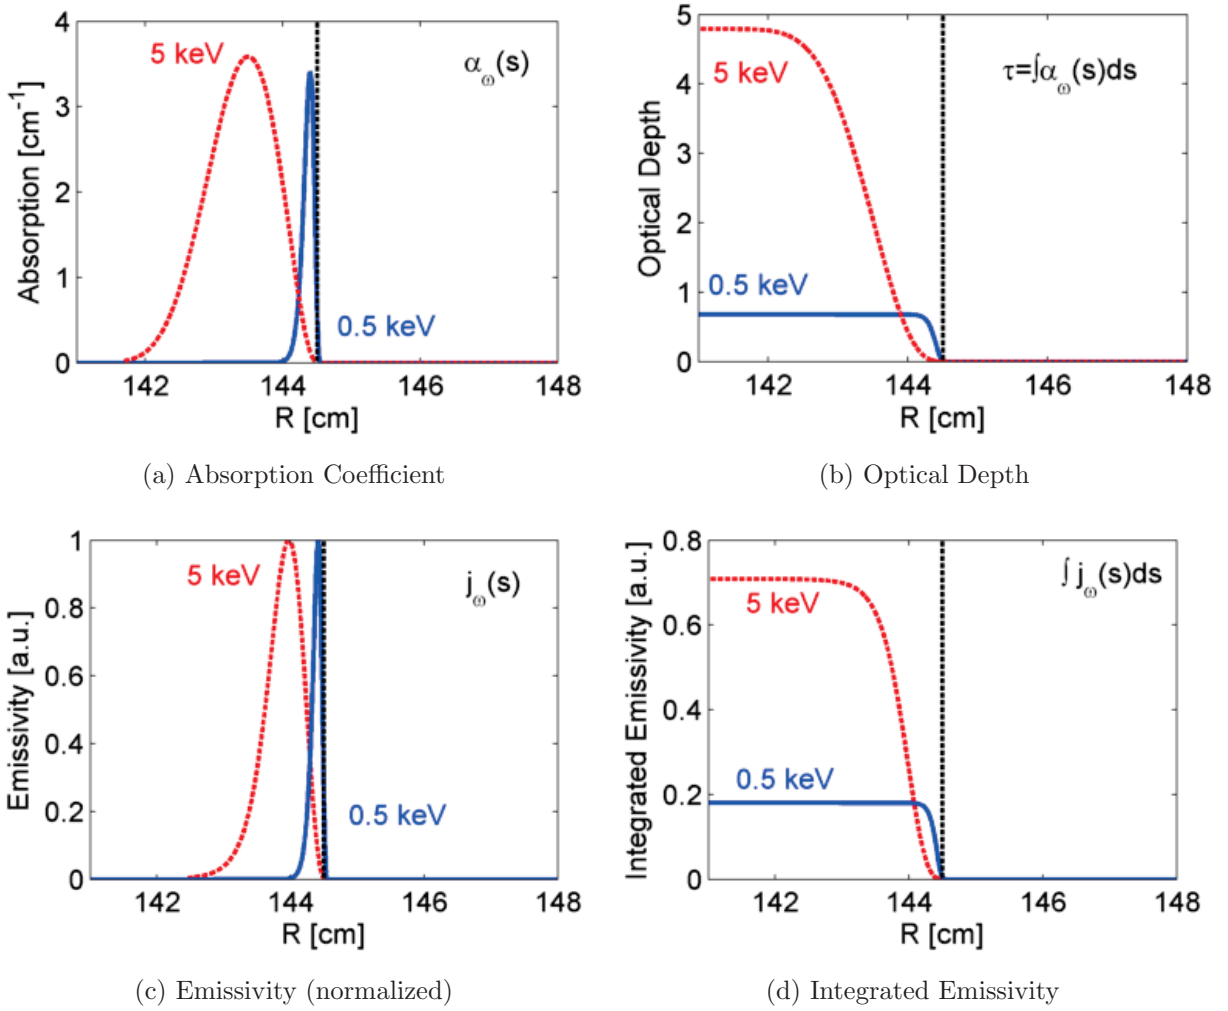 4
3
2
1
0
Absorption [cm⁻¹]
5 keV
α_ω(s)
0.5 keV
142
144
146
148
R [cm]
(a) Absorption Coefficient
5
4
3
2
1
0
Optical Depth
5 keV
τ=∫α_ω(s)ds
0.5 keV
142
144
146
148
R [cm]
(b) Optical Depth
1
0.8
0.6
0.4
0.2
0
Emissivity [a.u.]
5 keV
j_ω(s)
0.5 keV
142
144
146
148
R [cm]
(c) Emissivity (normalized)
0.8
0.6
0.4
0.2
0
Integrated Emissivity [a.u.]
∫ j_ω(s)ds
5 keV
0.5 keV
142
144
146
148
R [cm]
(d) Integrated Emissivity